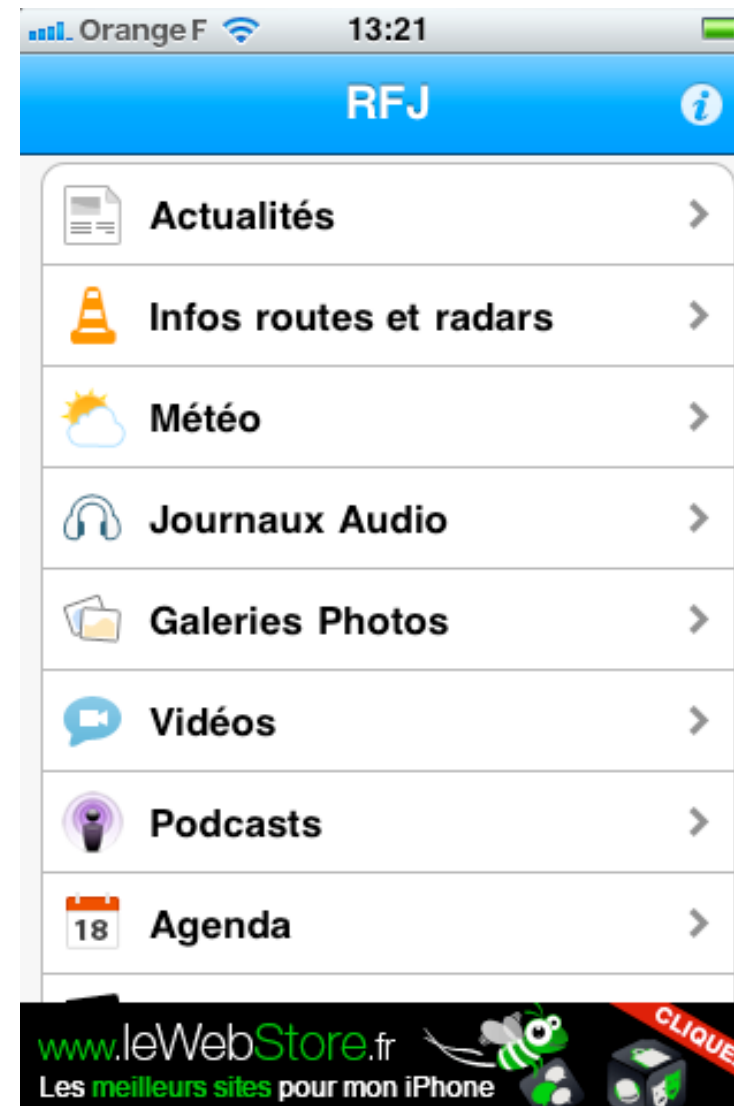 Orange F 13:21
RFJ
Actualités
Infos routes et radars
Météo
Journaux Audio
Galeries Photos
Vidéos
Podcasts
18 Agenda
www.leWebStore.fr
Les meilleurs sites pour mon iPhone